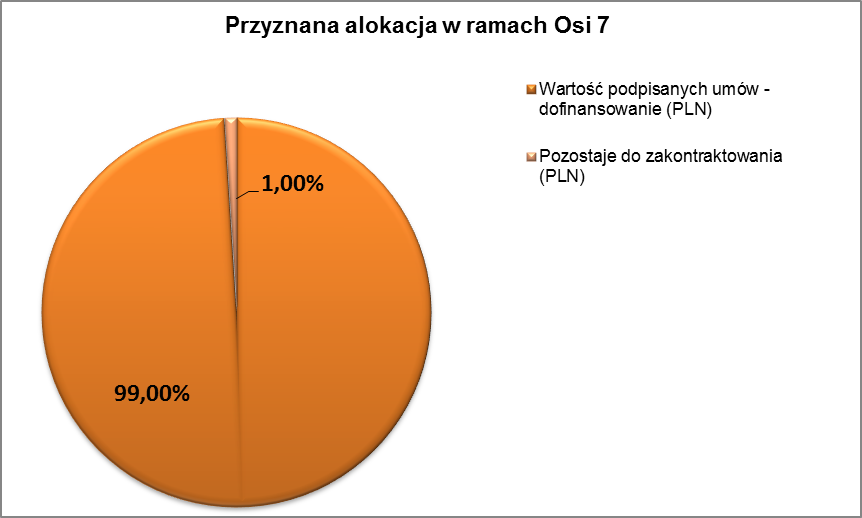 Przyznana alokacja w ramach Osi 7
Wartość podpisanych umów -
dofinansowanie (PLN)
Pozostaje do zakontraktowania
(PLN)
1,00%
99,00%